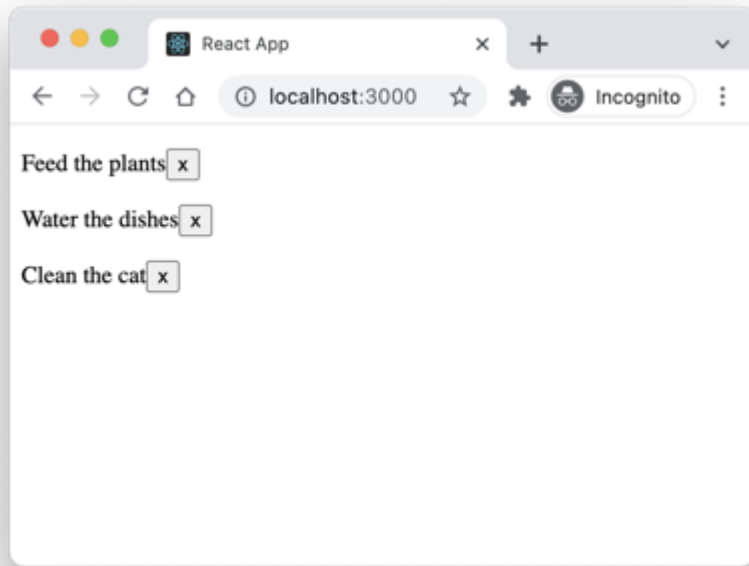 React App
localhost:3000 Incognito
Feed the plants x
Water the dishes x
Clean the cat x